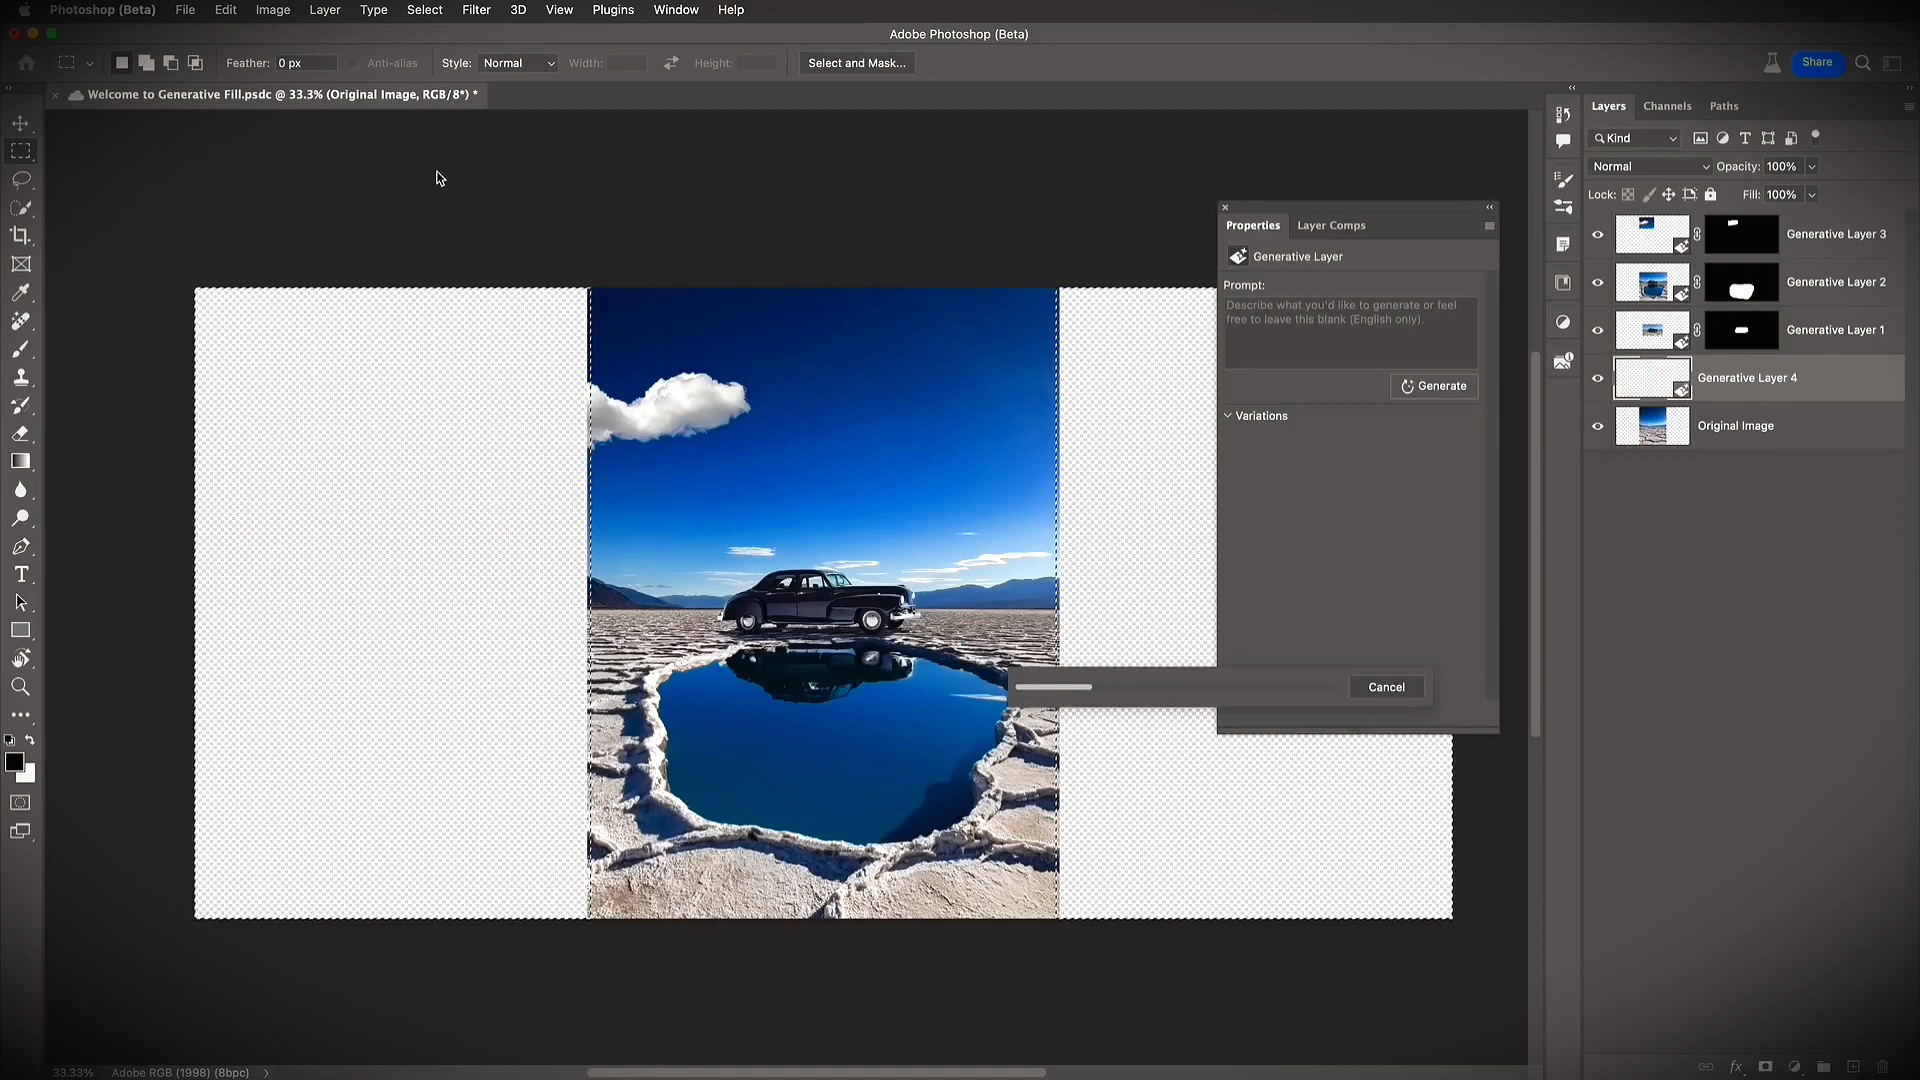 Photoshop (Beta) File Edit Image Layer Type Select Filter 3D View Plugins Window Help
Adobe Photoshop (Beta)
Feather: 0 px Anti-alias Style: Normal Width: Height: Select and Mask... Share
Welcome to Generative Fill.psdc @ 33.3% (Original Image, RGB/8*) *
Layers Channels Paths
Kind
Normal Opacity: 100%
Lock: Fill: 100%
Generative Layer 3
Generative Layer 2
Generative Layer 1
Generative Layer 4
Original Image
Properties Layer Comps
Generative Layer
Prompt:
Describe what you'd like to generate or feel
free to leave this blank (English only).
Generate
Variations
Cancel
33.33% Adobe RGB (1998) (8bpc)
fx